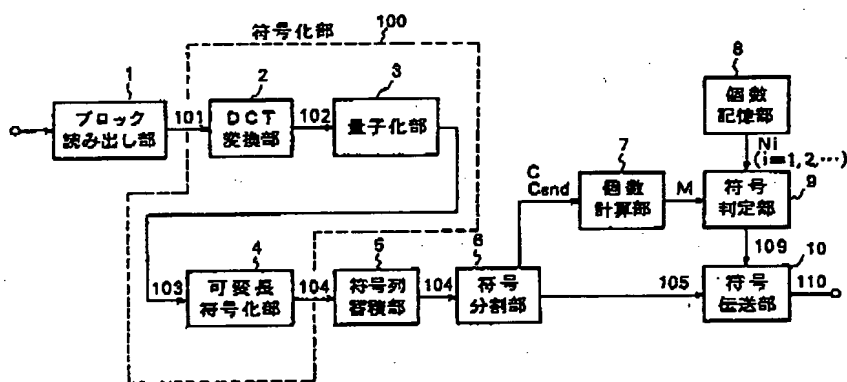 符号化部
100
1
ブロック
読み出し部
101
2
DCT
変換部
102
3
量子化部
8
個数
記憶部
Ni
(i=1,2,…)
7
個数
計算部
C
Cend
M
符号
判定部
9
109
103
4
可変長
符号化部
104
5
符号列
蓄積部
104
6
符号
分割部
105
10
符号
伝送部
110